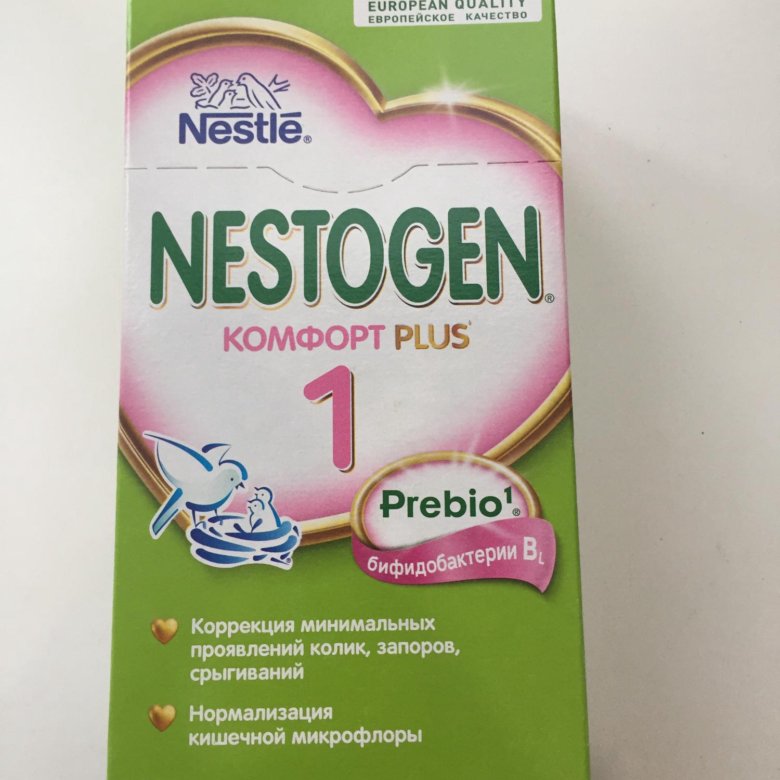 EUROPEAN QUALITY
ЕВРОПЕЙСКОЕ КАЧЕСТВО
Nestlé®
NESTOGEN®
КОМФОРТ PLUS
1
Prebio¹®
бифидобактерии BL
Коррекция минимальных
проявлений колик, запоров,
срыгиваний
Нормализация
кишечной микрофлоры